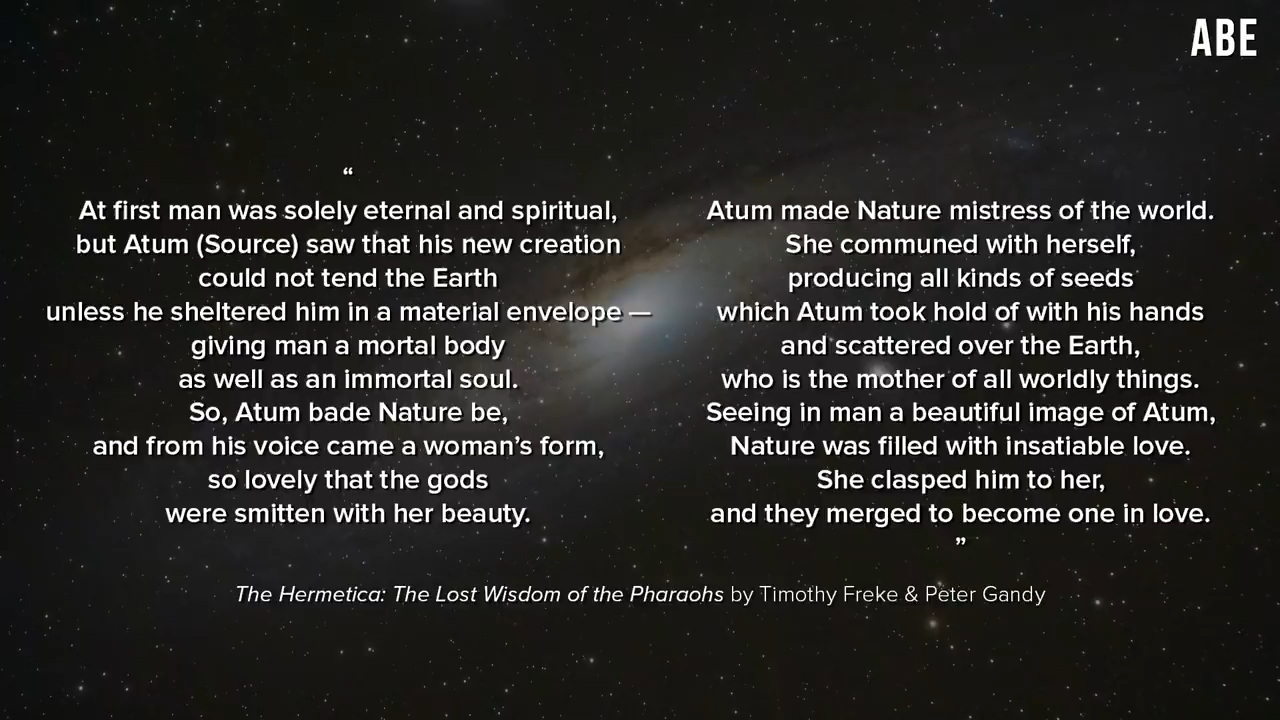 ABE
“
At first man was solely eternal and spiritual,
but Atum (Source) saw that his new creation
could not tend the Earth
unless he sheltered him in a material envelope —
giving man a mortal body
as well as an immortal soul.
So, Atum bade Nature be,
and from his voice came a woman’s form,
so lovely that the gods
were smitten with her beauty.
Atum made Nature mistress of the world.
She communed with herself,
producing all kinds of seeds
which Atum took hold of with his hands
and scattered over the Earth,
who is the mother of all worldly things.
Seeing in man a beautiful image of Atum,
Nature was filled with insatiable love.
She clasped him to her,
and they merged to become one in love.
”
The Hermetica: The Lost Wisdom of the Pharaohs by Timothy Freke & Peter Gandy